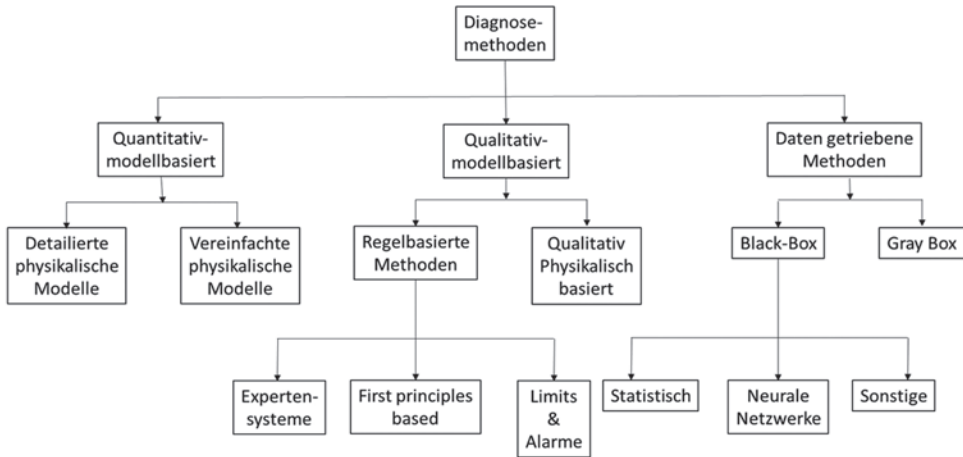 Diagnose-
methoden
Quantitativ-
modellbasiert
Qualitativ-
modellbasiert
Daten getriebene
Methoden
Detailierte
physikalische
Modelle
Vereinfachte
physikalische
Modelle
Regelbasierte
Methoden
Qualitativ
Physikalisch
basiert
Black-Box
Gray Box
Experten-
systeme
First principles
based
Limits
&
Alarme
Statistisch
Neurale
Netzwerke
Sonstige